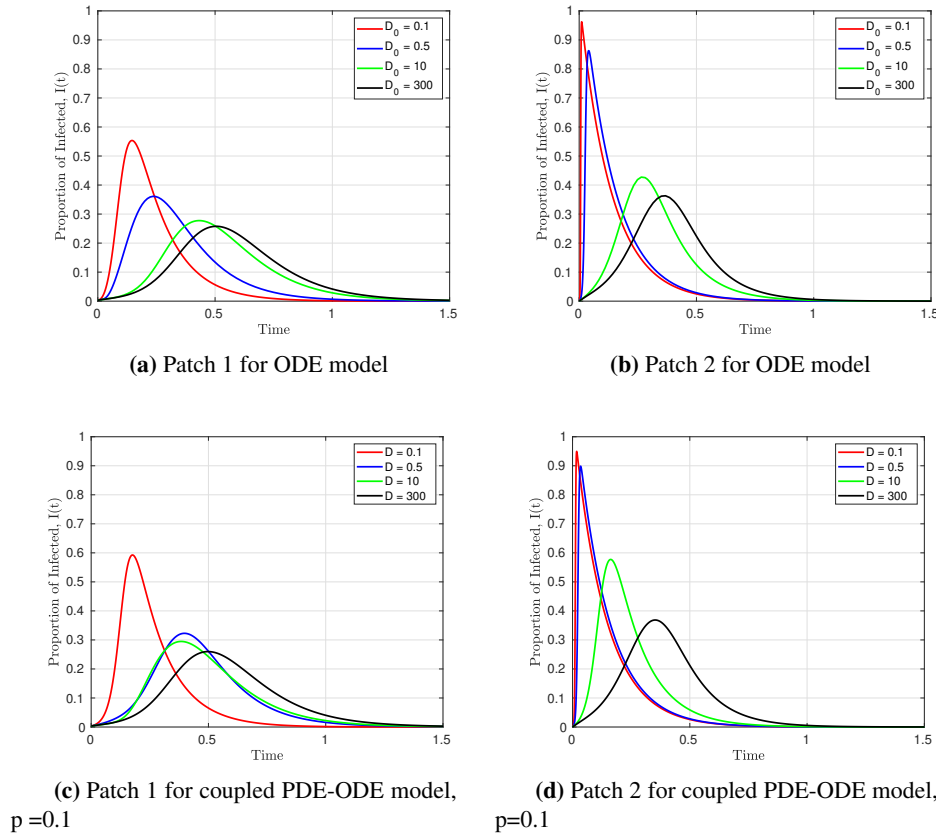 1
0.9
0.8
0.7
0.6
0.5
0.4
0.3
0.2
0.1
0
Proportion of Infected, I(t)
0 0.5 1 1.5
Time
D0 = 0.1
D0 = 0.5
D0 = 10
D0 = 300
(a) Patch 1 for ODE model
1
0.9
0.8
0.7
0.6
0.5
0.4
0.3
0.2
0.1
0
Proportion of Infected, I(t)
0 0.5 1 1.5
Time
D0 = 0.1
D0 = 0.5
D0 = 10
D0 = 300
(b) Patch 2 for ODE model
1
0.9
0.8
0.7
0.6
0.5
0.4
0.3
0.2
0.1
0
Proportion of Infected, I(t)
0 0.5 1 1.5
Time
D = 0.1
D = 0.5
D = 10
D = 300
(c) Patch 1 for coupled PDE-ODE model,
p =0.1
1
0.9
0.8
0.7
0.6
0.5
0.4
0.3
0.2
0.1
0
Proportion of Infected, I(t)
0 0.5 1 1.5
Time
D = 0.1
D = 0.5
D = 10
D = 300
(d) Patch 2 for coupled PDE-ODE model,
p=0.1